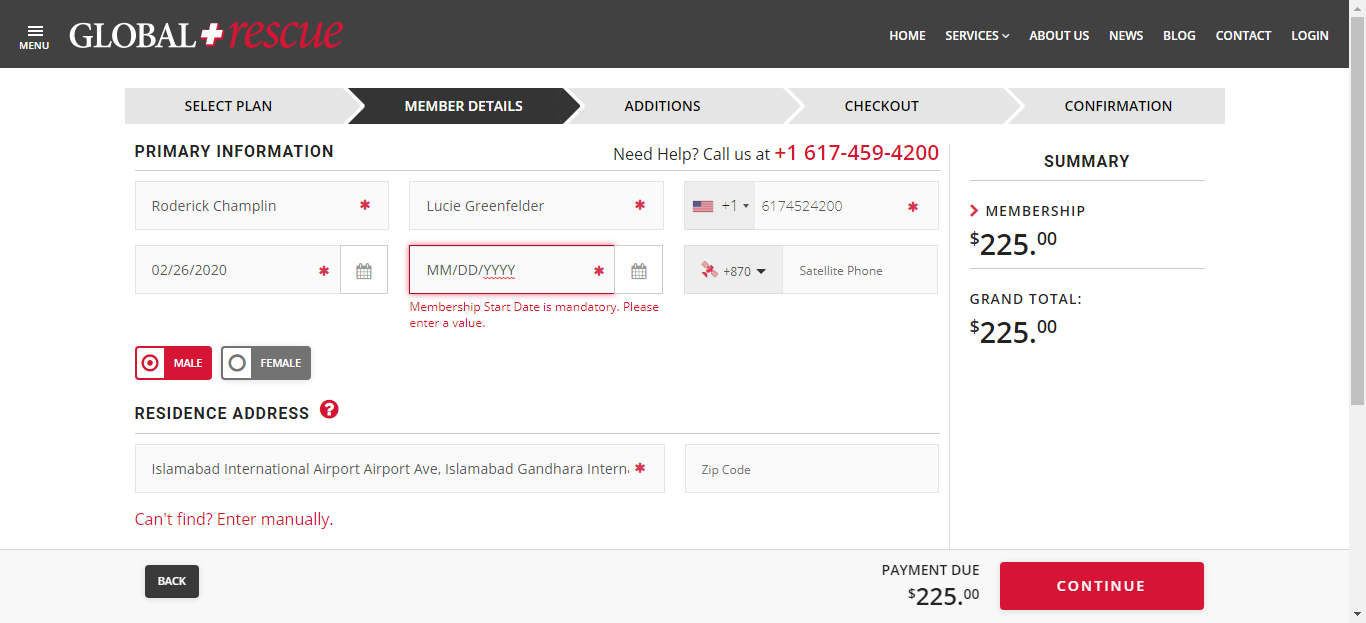 MENU
GLOBAL rescue
HOME
SERVICES
ABOUT US
NEWS
BLOG
CONTACT
LOGIN
SELECT PLAN
MEMBER DETAILS
ADDITIONS
CHECKOUT
CONFIRMATION
PRIMARY INFORMATION
Need Help? Call us at +1 617-459-4200
Roderick Champlin *
Lucie Greenfelder *
+1 6174524200 *
02/26/2020 *
MM/DD/YYYY *
+870 Satellite Phone
Membership Start Date is mandatory. Please
enter a value.
MALE
FEMALE
RESIDENCE ADDRESS ?
Islamabad International Airport Airport Ave, Islamabad Gandhara Intern *
Zip Code
Can't find? Enter manually.
SUMMARY
MEMBERSHIP
$225.00
GRAND TOTAL:
$225.00
BACK
PAYMENT DUE
$225.00
CONTINUE